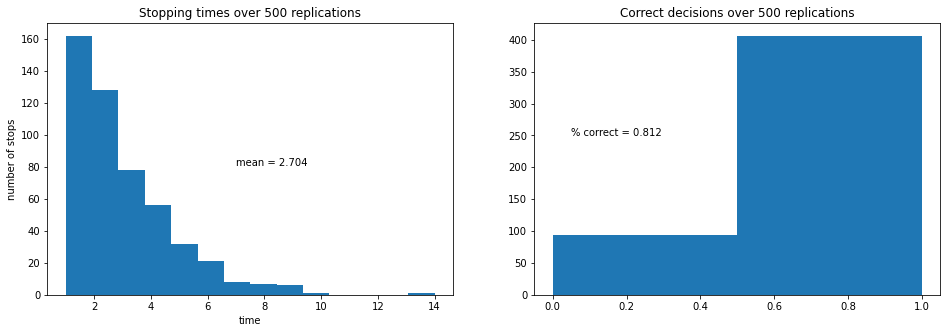 Stopping times over 500 replications
160
140
120
100
80
60
40
20
0
number of stops
mean = 2.704
2 4 6 8 10 12 14
time
Correct decisions over 500 replications
400
350
300
250
200
150
100
50
0
% correct = 0.812
0.0 0.2 0.4 0.6 0.8 1.0